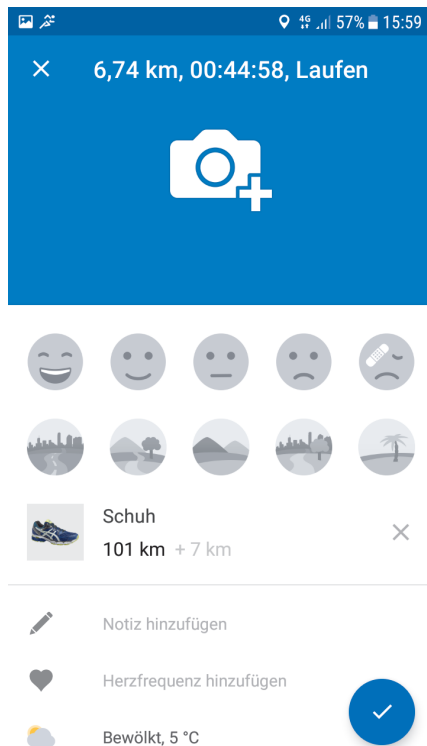 4G 57% 15:59
6,74 km, 00:44:58, Laufen
Schuh
101 km + 7 km
Notiz hinzufügen
Herzfrequenz hinzufügen
Bewölkt, 5 °C